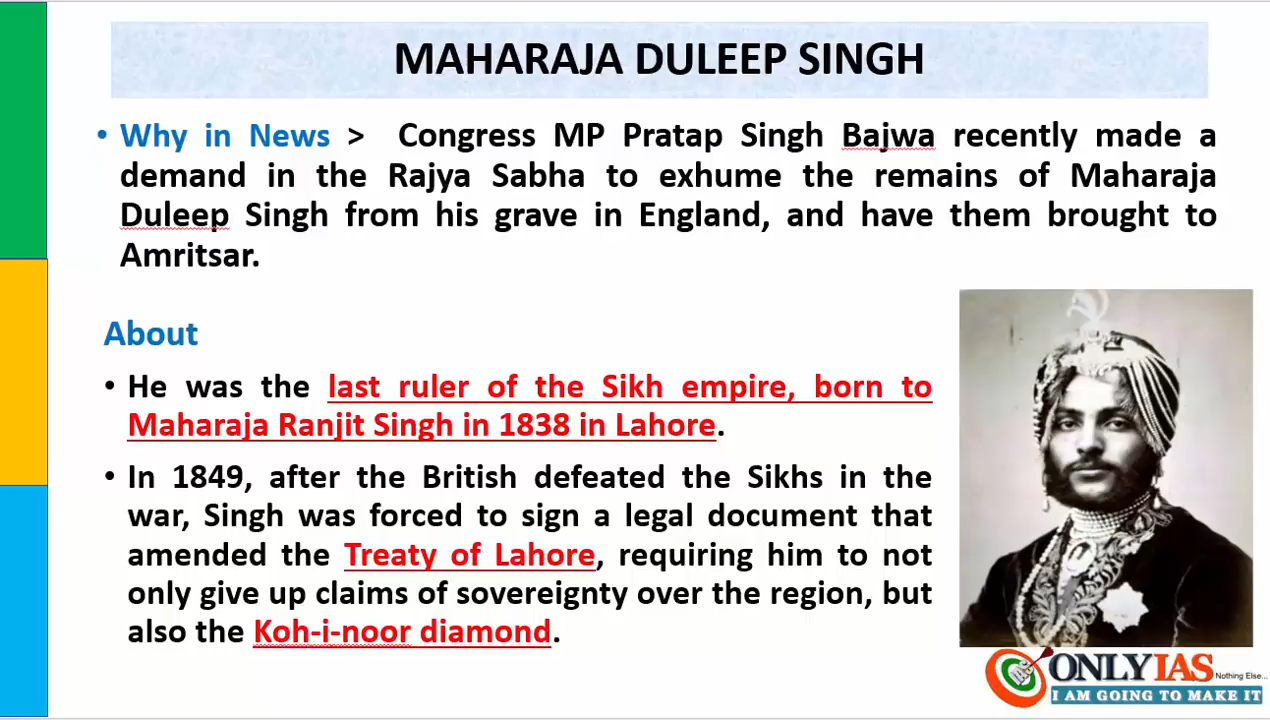 MAHARAJA DULEEP SINGH
• Why in News > Congress MP Pratap Singh Bajwa recently made a
demand in the Rajya Sabha to exhume the remains of Maharaja
Duleep Singh from his grave in England, and have them brought to
Amritsar.
About
• He was the last ruler of the Sikh empire, born to
Maharaja Ranjit Singh in 1838 in Lahore.
• In 1849, after the British defeated the Sikhs in the
war, Singh was forced to sign a legal document that
amended the Treaty of Lahore, requiring him to not
only give up claims of sovereignty over the region, but
also the Koh-i-noor diamond.
IAS
ONLYIAS Nothing Else...
I AM GOING TO MAKE IT